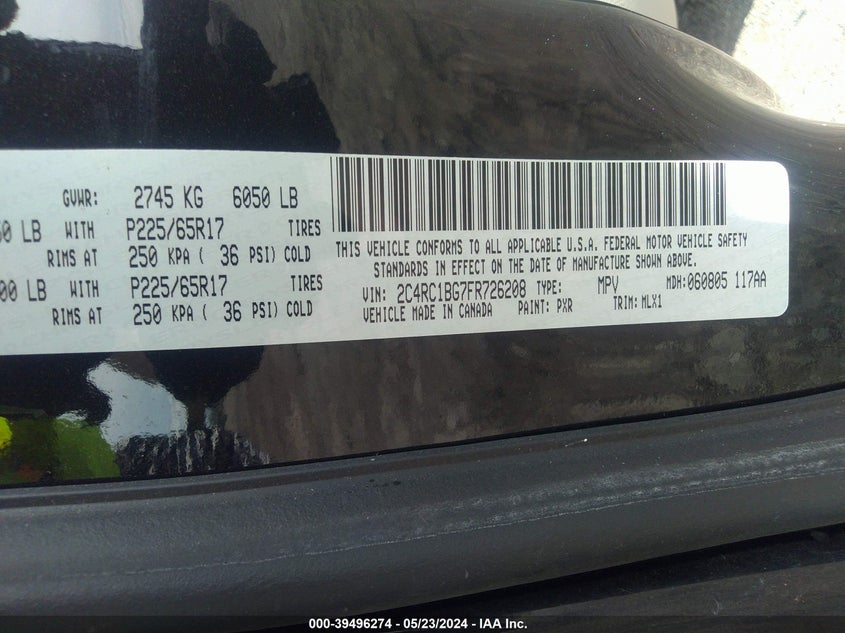 GVWR: 2745 KG 6050 LB
LB WITH P225/65R17 TIRES
RIMS AT 250 KPA ( 36 PSI) COLD
00 LB WITH P225/65R17 TIRES
RIMS AT 250 KPA ( 36 PSI) COLD
THIS VEHICLE CONFORMS TO ALL APPLICABLE U.S.A. FEDERAL MOTOR VEHICLE SAFETY
STANDARDS IN EFFECT ON THE DATE OF MANUFACTURE SHOWN ABOVE.
VIN: 2C4RC1BG7FR726208 TYPE: MPV MDH:060805 117AA
VEHICLE MADE IN CANADA PAINT: PXR TRIM: MLX1
000-39496274 - 05/23/2024 - IAA Inc.